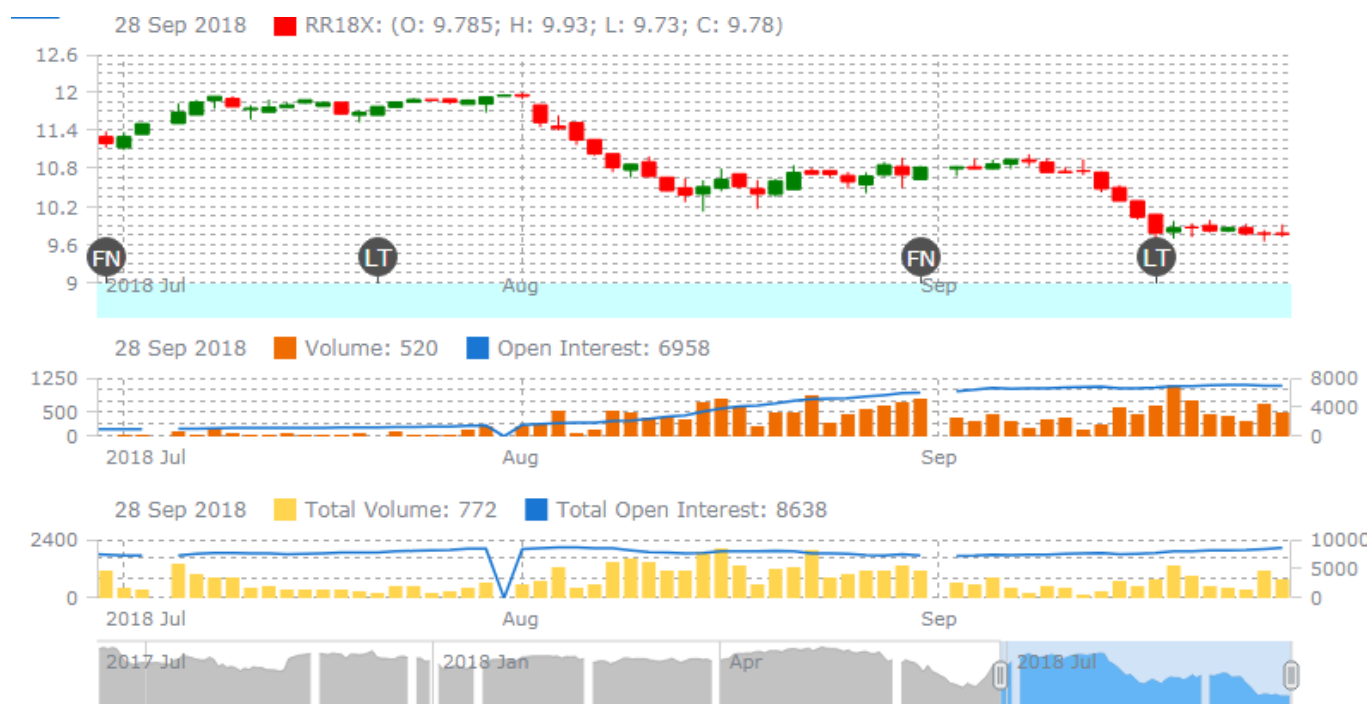 28 Sep 2018 RR18X: (O: 9.785; H: 9.93; L: 9.73; C: 9.78)
12.6
12
11.4
10.8
10.2
9.6
FN LT FN LT
9
2018 Jul Aug Sep
28 Sep 2018 Volume: 520 Open Interest: 6958
1250 8000
500 4000
0 0
2018 Jul Aug Sep
28 Sep 2018 Total Volume: 772 Total Open Interest: 8638
2400 10000
5000
0 0
2018 Jul Aug Sep
2017 Jul 2018 Jan Apr 2018 Jul